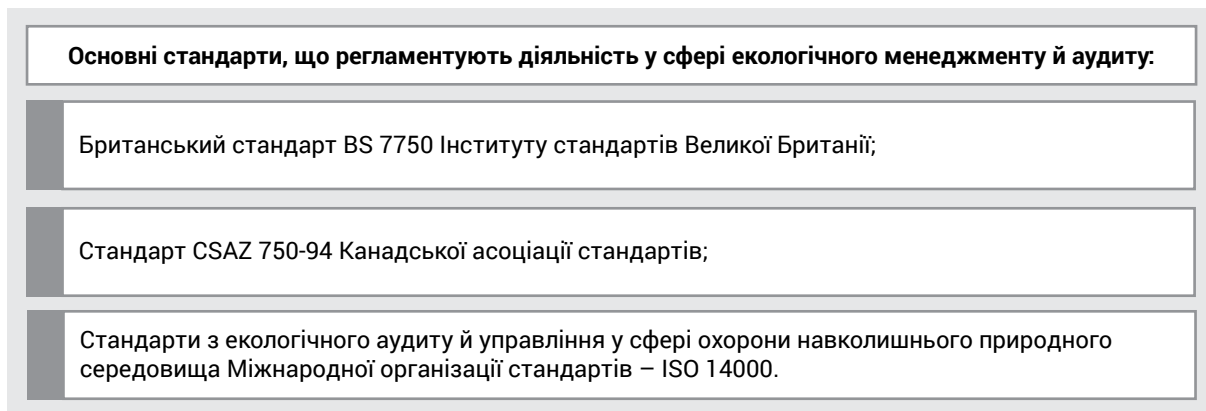 Основні стандарти, що регламентують діяльність у сфері екологічного менеджменту й аудиту:
Британський стандарт BS 7750 Інституту стандартів Великої Британії;
Стандарт CSAZ 750-94 Канадської асоціації стандартів;
Стандарти з екологічного аудиту й управління у сфері охорони навколишнього природного
середовища Міжнародної організації стандартів – ISO 14000.